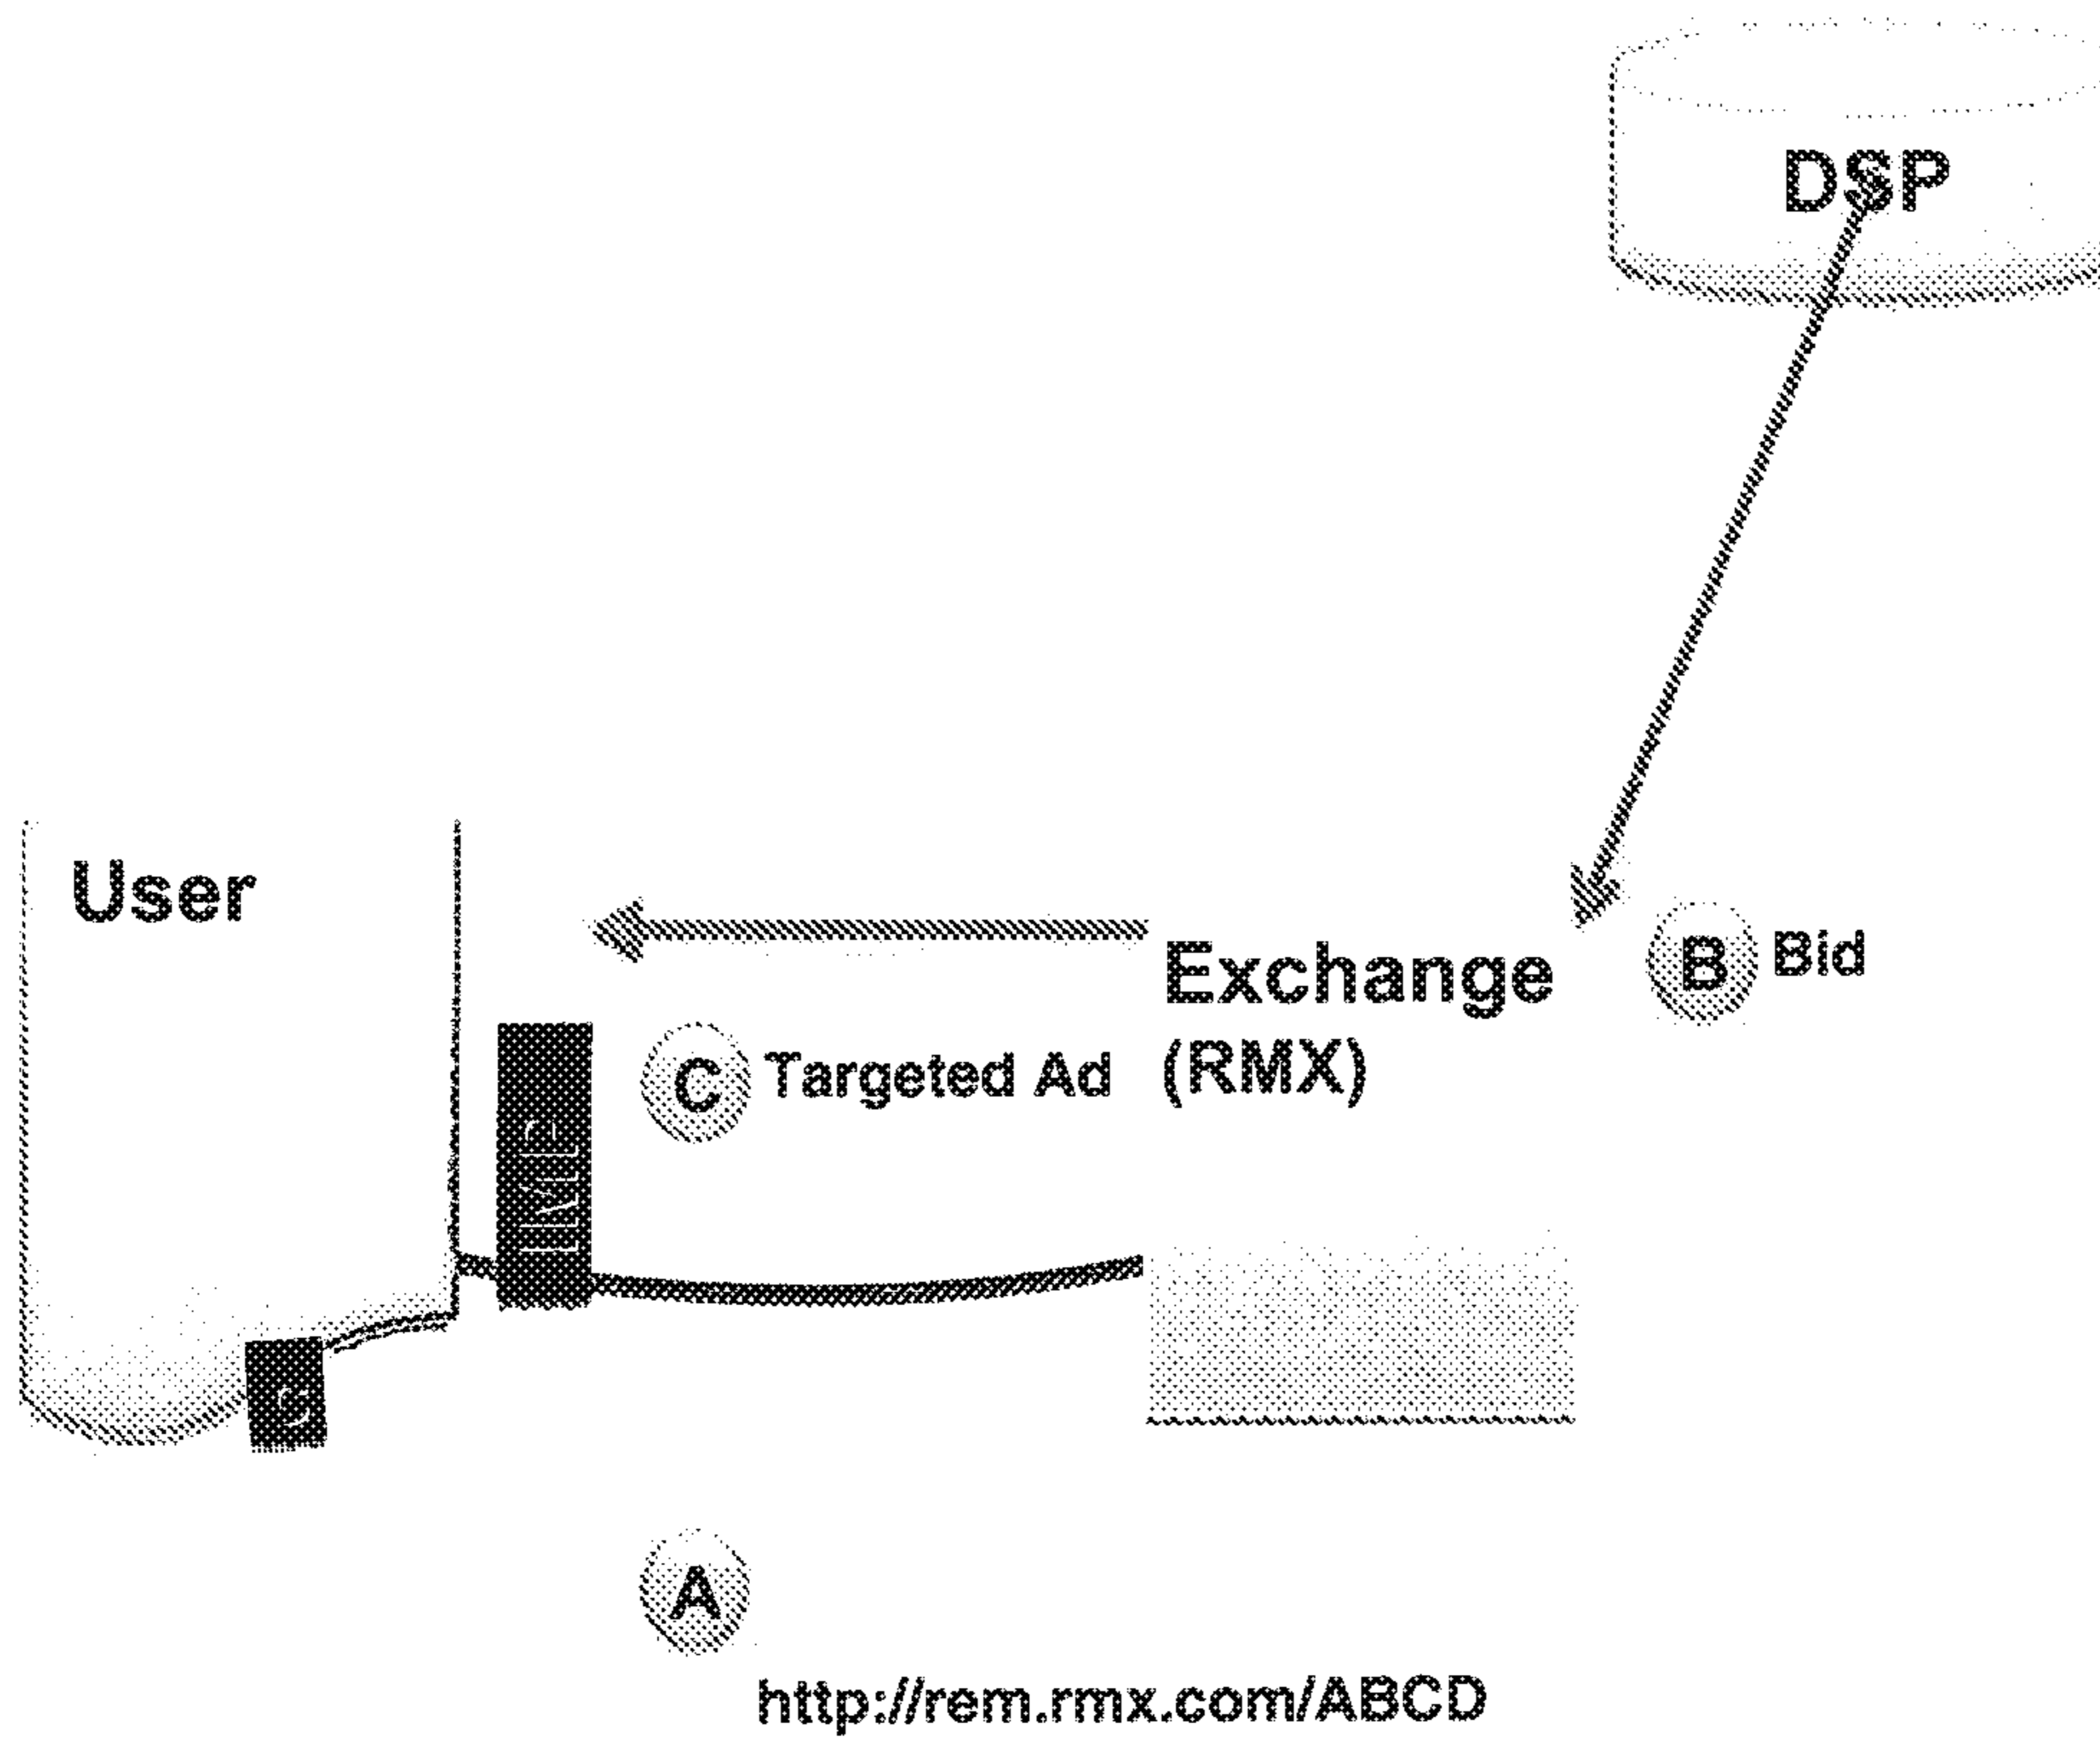 DSP
User
Exchange
(RMX)
B Bid
C Targeted Ad
A
http://rem.rmx.com/ABCD